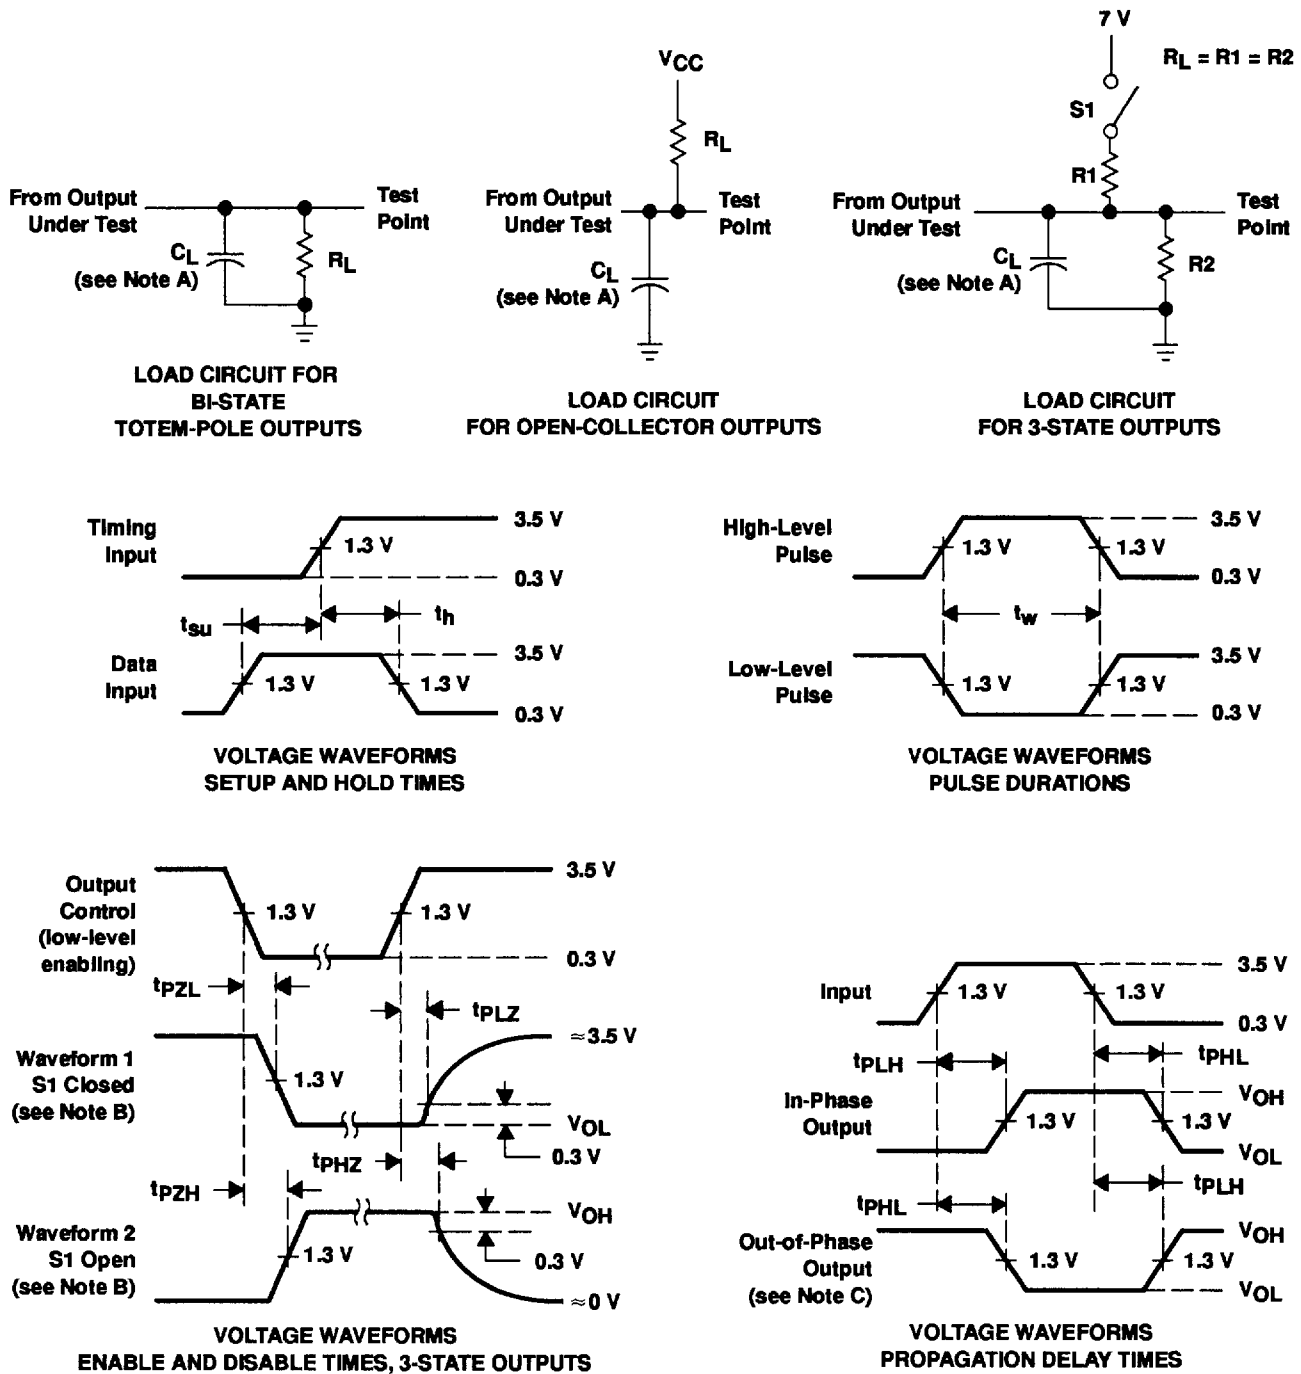 From Output
Under Test
CL
(see Note A)
RL
Test
Point
LOAD CIRCUIT FOR
BI-STATE
TOTEM-POLE OUTPUTS
VCC
RL
From Output
Under Test
Test
Point
CL
(see Note A)
LOAD CIRCUIT
FOR OPEN-COLLECTOR OUTPUTS
7 V
RL = R1 = R2
S1
R1
From Output
Under Test
Test
Point
CL
(see Note A)
R2
LOAD CIRCUIT
FOR 3-STATE OUTPUTS
Timing
Input
3.5 V
1.3 V
0.3 V
tsu
th
Data
Input
3.5 V
1.3 V
1.3 V
0.3 V
VOLTAGE WAVEFORMS
SETUP AND HOLD TIMES
High-Level
Pulse
3.5 V
1.3 V
1.3 V
0.3 V
tw
Low-Level
Pulse
3.5 V
1.3 V
1.3 V
0.3 V
VOLTAGE WAVEFORMS
PULSE DURATIONS
Output
Control
(low-level
enabling)
3.5 V
1.3 V
1.3 V
0.3 V
tPZL
tPLZ
Waveform 1
S1 Closed
(see Note B)
≈3.5 V
1.3 V
VOL
0.3 V
tPHZ
tPZH
Waveform 2
S1 Open
(see Note B)
VOH
1.3 V
0.3 V
≈0 V
VOLTAGE WAVEFORMS
ENABLE AND DISABLE TIMES, 3-STATE OUTPUTS
Input
3.5 V
1.3 V
1.3 V
0.3 V
tPLH
tPHL
In-Phase
Output
VOH
1.3 V
1.3 V
VOL
tPHL
tPLH
Out-of-Phase
Output
(see Note C)
VOH
1.3 V
1.3 V
VOL
VOLTAGE WAVEFORMS
PROPAGATION DELAY TIMES